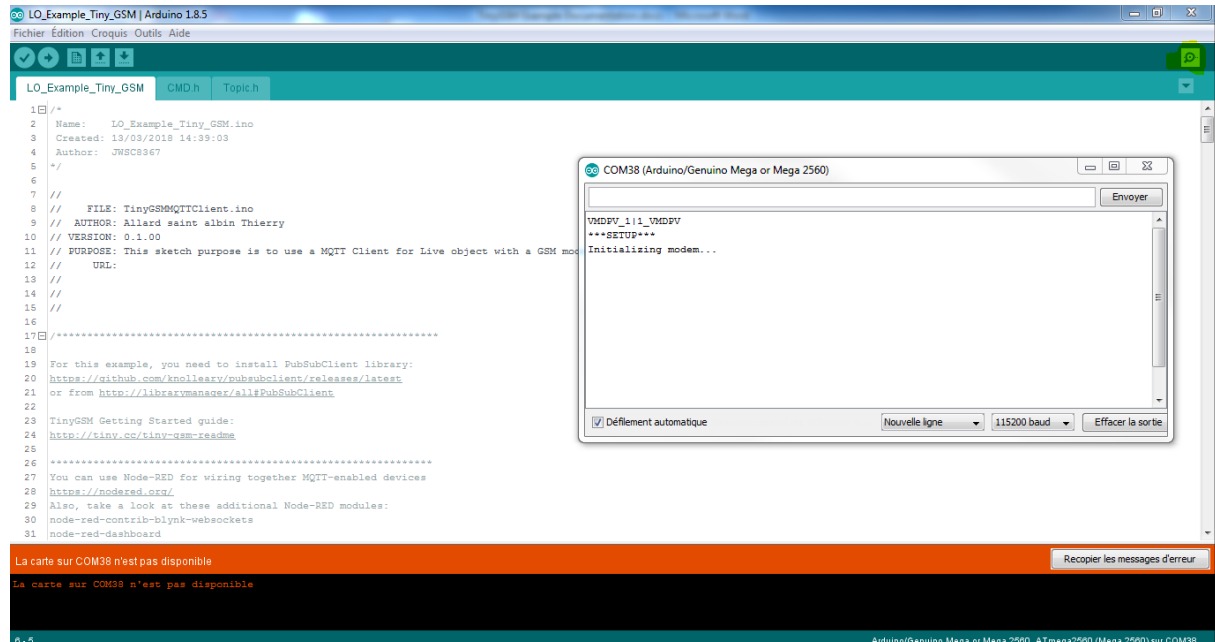 LO_Example_Tiny_GSM | Arduino 1.8.5
Fichier Édition Croquis Outils Aide
LO_Example_Tiny_GSM CMD.h Topic.h
1 /*
2 Name: LO_Example_Tiny_GSM.ino
3 Created: 13/03/2018 14:39:03
4 Author: JWSC8367
5 */
6
7 //
8 // FILE: TinyGSMMQTTClient.ino
9 // AUTHOR: Allard saint albin Thierry
10 // VERSION: 0.1.00
11 // PURPOSE: This sketch purpose is to use a MQTT Client for Live object with a GSM mod
12 // URL:
13 //
14 //
15 //
16
17 /**************************************************************
18
19 For this example, you need to install PubSubClient library:
20 https://github.com/knolleary/pubsubclient/releases/latest
21 or from http://librarymanager/all#PubSubClient
22
23 TinyGSM Getting Started guide:
24 http://tiny.cc/tiny-gsm-readme
25
26 **************************************************************
27 You can use Node-RED for wiring together MQTT-enabled devices
28 https://nodered.org/
29 Also, take a look at these additional Node-RED modules:
30 node-red-contrib-blynk-websockets
31 node-red-dashboard
COM38 (Arduino/Genuino Mega or Mega 2560)
Envoyer
VMDPV_1|1_VMDPV
***SETUP***
Initializing modem...
Défilement automatique Nouvelle ligne 115200 baud Effacer la sortie
La carte sur COM38 n'est pas disponible Recopier les messages d'erreur
La carte sur COM38 n'est pas disponible
6 - 5 Arduino/Genuino Mega or Mega 2560, ATmega2560 (Mega 2560) sur COM38